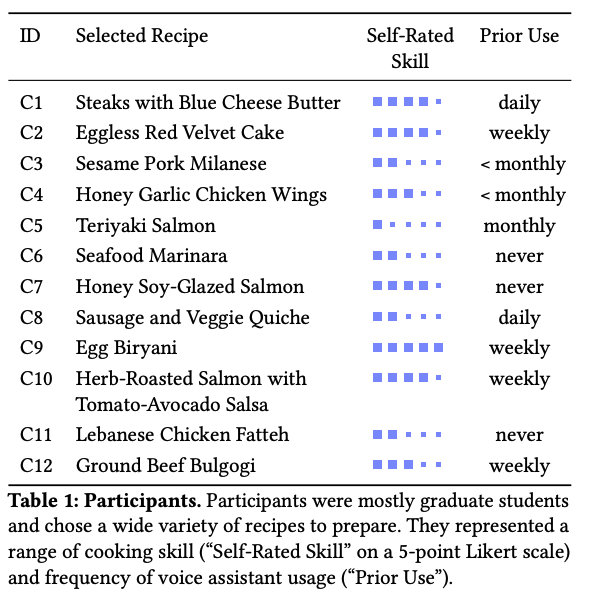 ID Selected Recipe Self-Rated Skill Prior Use
C1 Steaks with Blue Cheese Butter daily
C2 Eggless Red Velvet Cake weekly
C3 Sesame Pork Milanese < monthly
C4 Honey Garlic Chicken Wings < monthly
C5 Teriyaki Salmon monthly
C6 Seafood Marinara never
C7 Honey Soy-Glazed Salmon never
C8 Sausage and Veggie Quiche daily
C9 Egg Biryani weekly
C10 Herb-Roasted Salmon with weekly
Tomato-Avocado Salsa
C11 Lebanese Chicken Fatteh never
C12 Ground Beef Bulgogi weekly
Table 1: Participants. Participants were mostly graduate students
and chose a wide variety of recipes to prepare. They represented a
range of cooking skill (“Self-Rated Skill” on a 5-point Likert scale)
and frequency of voice assistant usage (“Prior Use”).